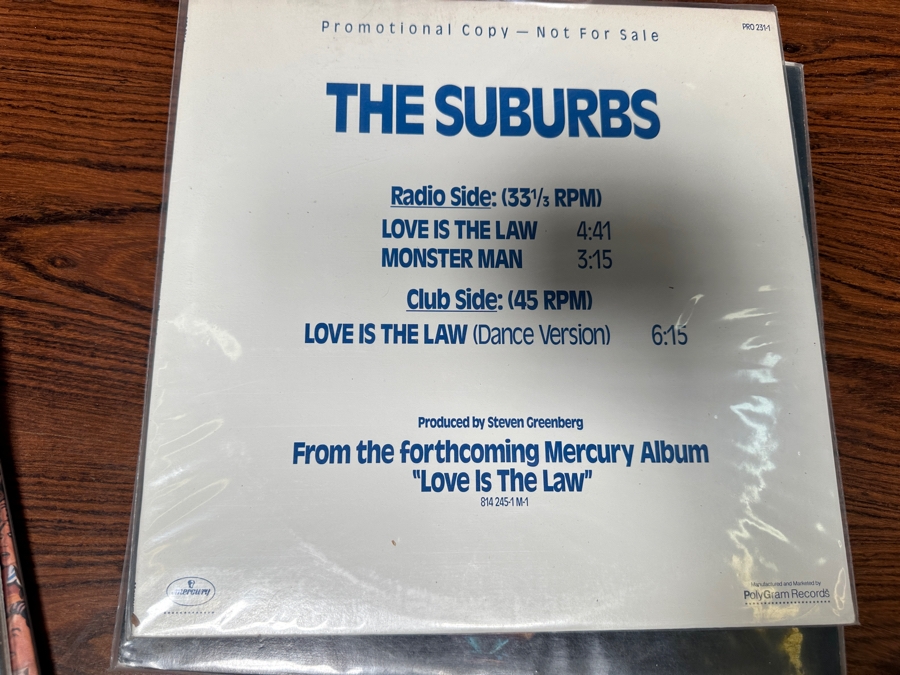 Promotional Copy — Not For Sale
PRO 231-1
THE SUBURBS
Radio Side: (33⅓ RPM)
LOVE IS THE LAW 4:41
MONSTER MAN 3:15
Club Side: (45 RPM)
LOVE IS THE LAW (Dance Version) 6:15
Produced by Steven Greenberg
From the forthcoming Mercury Album
“Love Is The Law”
814 245-1 M-1
mercury
Manufactured and Marketed by
PolyGram Records